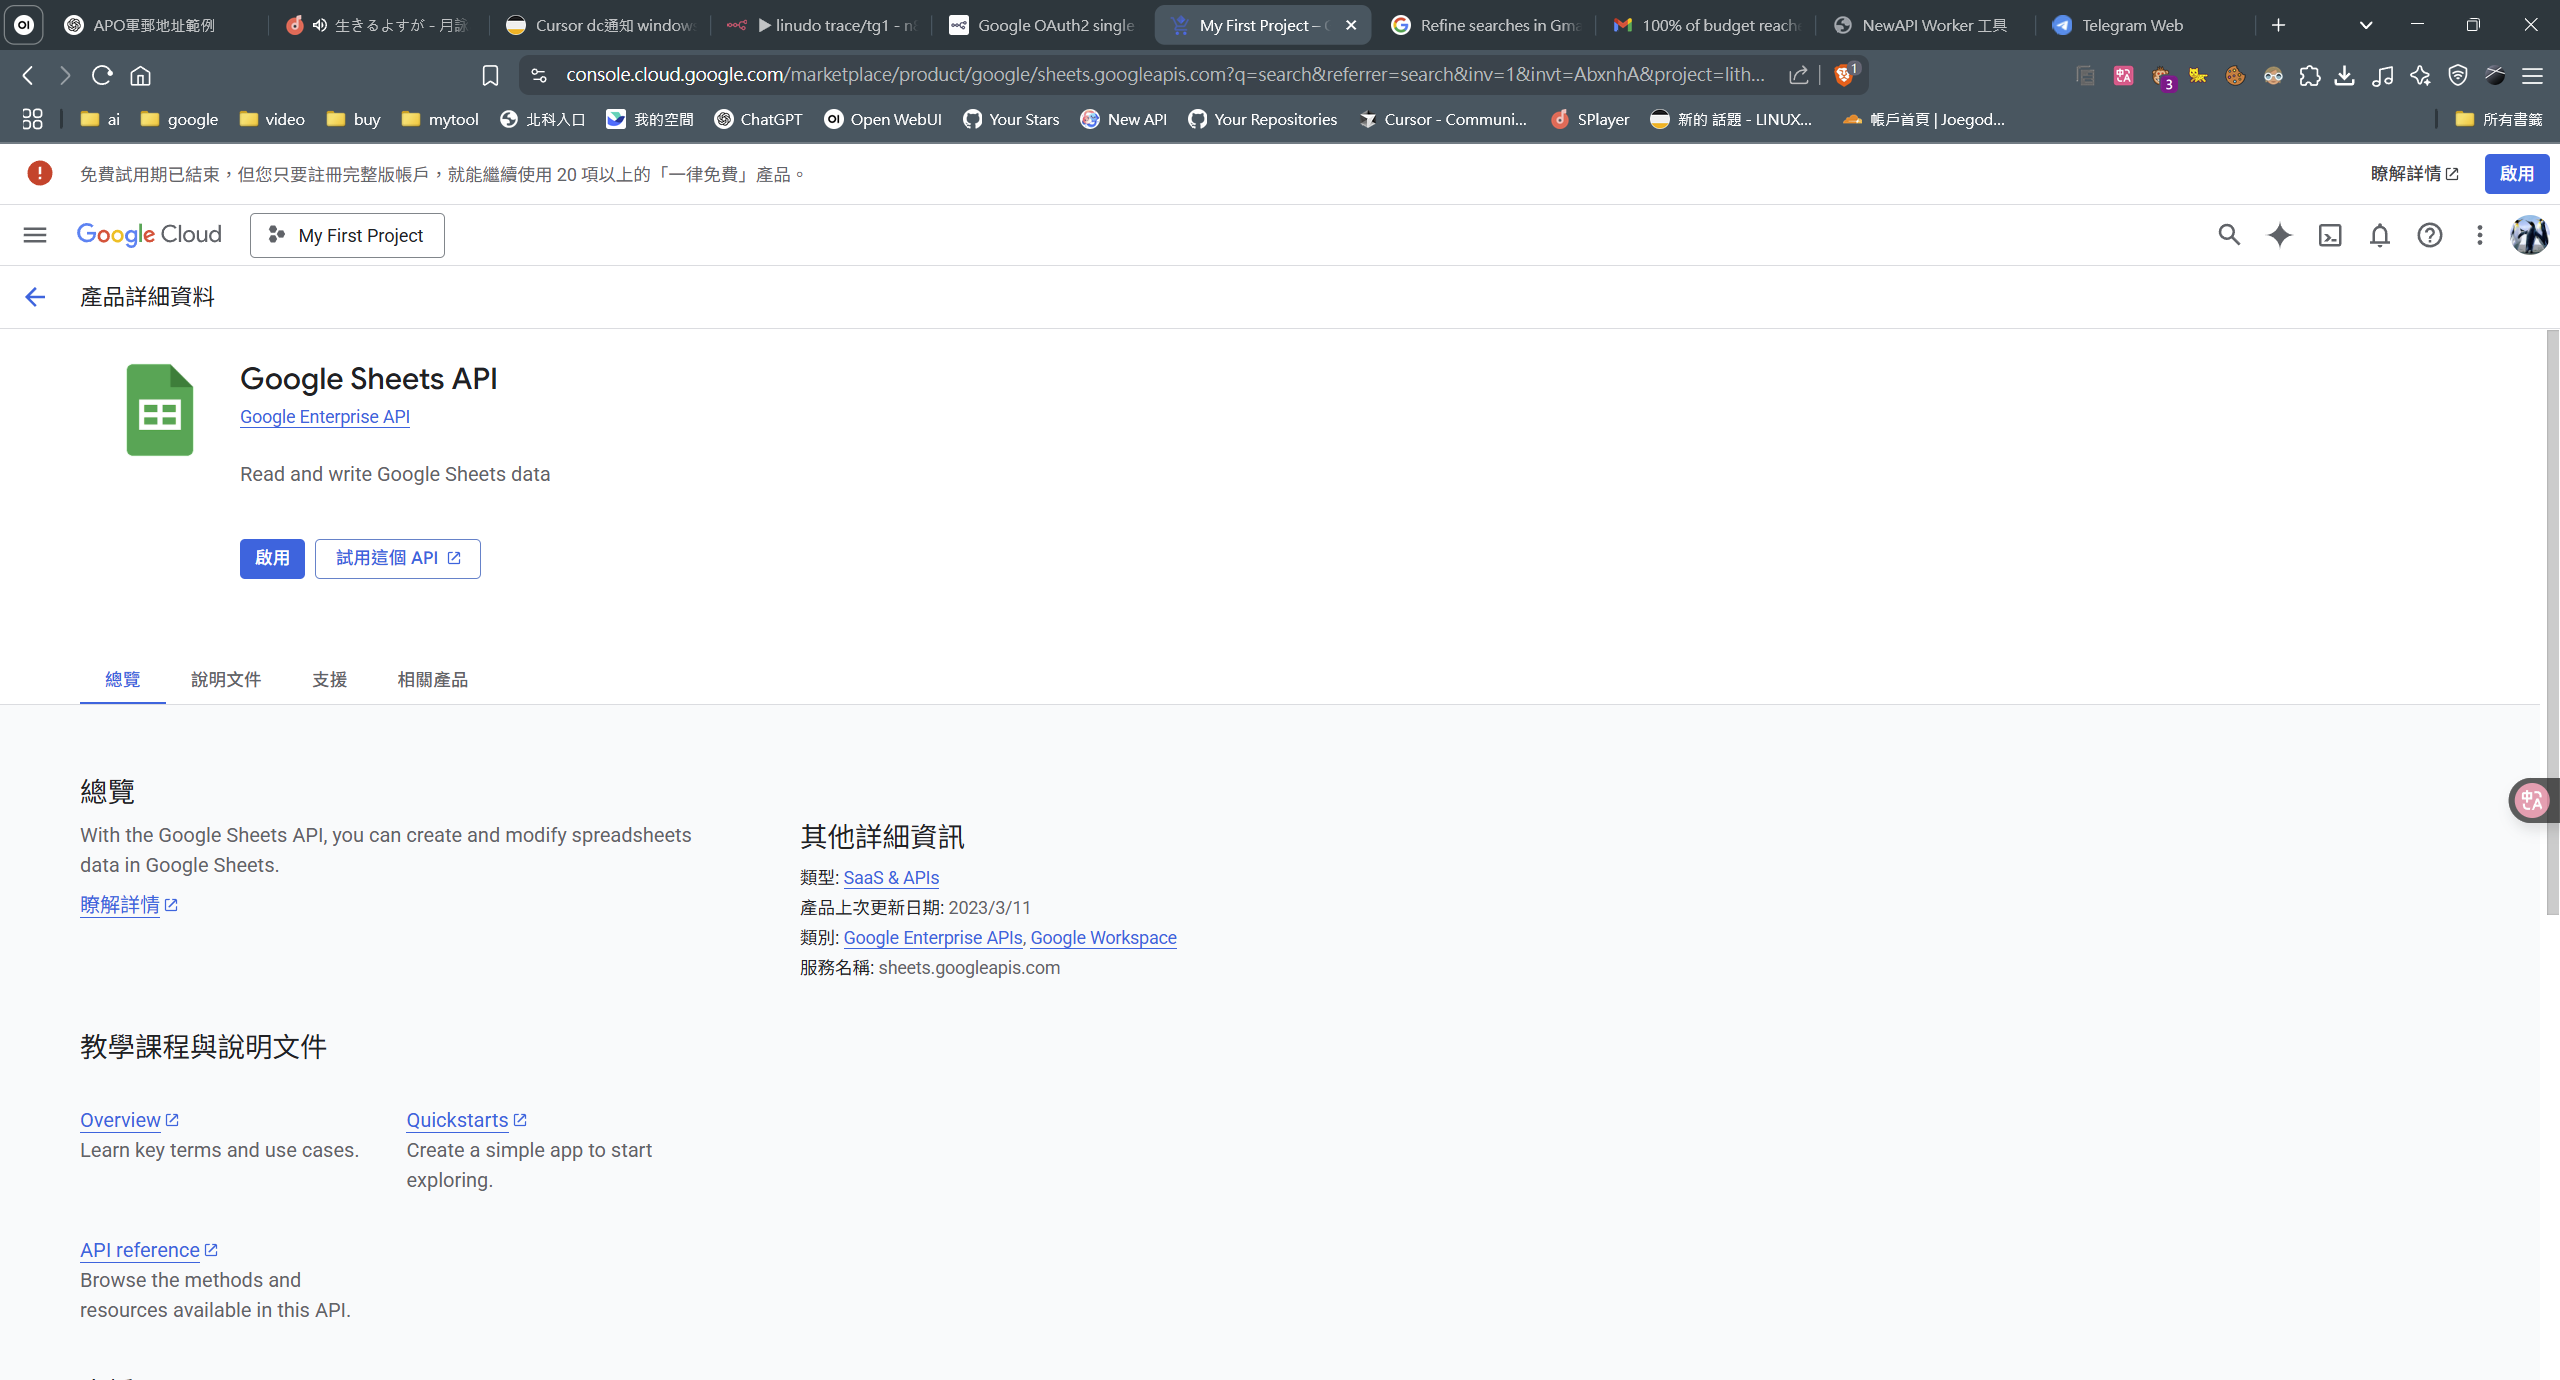 APO軍郵地址範例
生きるよすが - 月詠
Cursor dc通知 window
▶ linudo trace/tg1 - n8
Google OAuth2 single
My First Project – C
Refine searches in Gma
100% of budget reache
NewAPI Worker 工具
Telegram Web
console.cloud.google.com/marketplace/product/google/sheets.googleapis.com?q=search&referrer=search&inv=1&invt=AbxnhA&project=lith...
1
3
ai
google
video
buy
mytool
北科入口
我的空間
ChatGPT
Open WebUI
Your Stars
New API
Your Repositories
Cursor - Communi...
SPlayer
新的 話題 - LINUX...
帳戶首頁 | Joegod...
所有書籤
免費試用期已結束，但您只要註冊完整版帳戶，就能繼續使用 20 項以上的「一律免費」產品。
瞭解詳情
啟用
Google Cloud
My First Project
產品詳細資料
Google Sheets API
Google Enterprise API
Read and write Google Sheets data
啟用
試用這個 API
總覽
說明文件
支援
相關產品
總覽
With the Google Sheets API, you can create and modify spreadsheets
data in Google Sheets.
瞭解詳情
其他詳細資訊
類型: SaaS & APIs
產品上次更新日期: 2023/3/11
類別: Google Enterprise APIs, Google Workspace
服務名稱: sheets.googleapis.com
教學課程與說明文件
Overview
Learn key terms and use cases.
Quickstarts
Create a simple app to start
exploring.
API reference
Browse the methods and
resources available in this API.